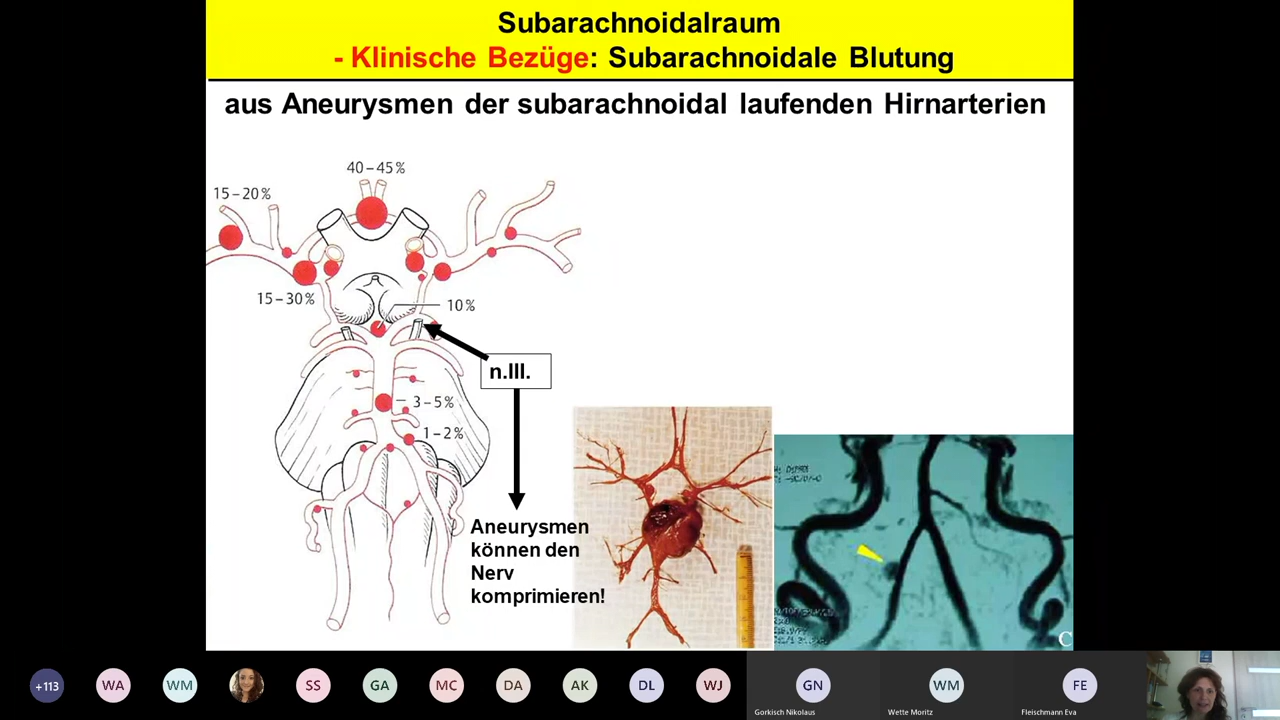 Subarachnoidalraum
- Klinische Bezüge: Subarachnoidale Blutung
aus Aneurysmen der subarachnoidal laufenden Hirnarterien
40–45%
15–20%
15–30%
10%
n.III.
3–5%
1–2%
Aneurysmen
können den
Nerv
komprimieren!
C
+113
WA
WM
SS
GA
MC
DA
AK
DL
WJ
GN
WM
FE
Gorkisch Nikolaus
Wette Moritz
Fleischmann Eva